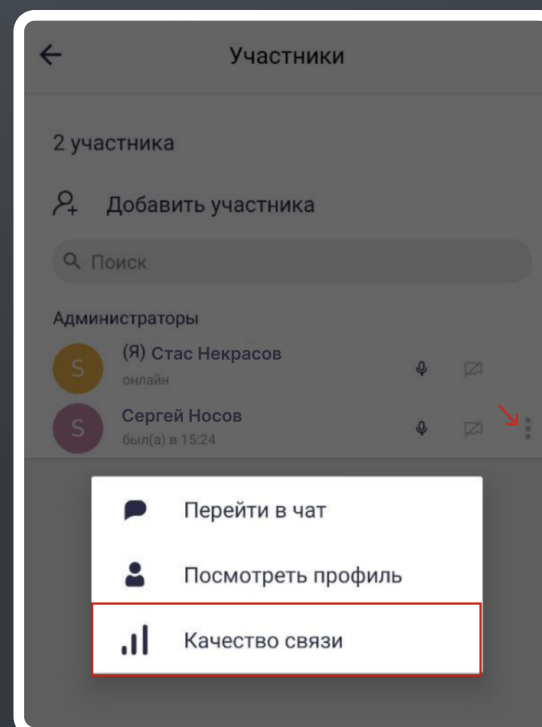 Участники
2 участника
Добавить участника
Поиск
Администраторы
S
(Я) Стас Некрасов
онлайн
S
Сергей Носов
был(а) в 15:24
Перейти в чат
Посмотреть профиль
Качество связи